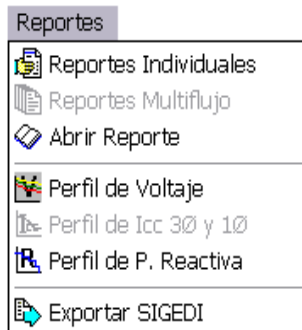 Reportes
Reportes Individuales
Reportes Multiflujo
Abrir Reporte
Perfil de Voltaje
Perfil de Icc 3Ø y 1Ø
Perfil de P. Reactiva
Exportar SIGEDI